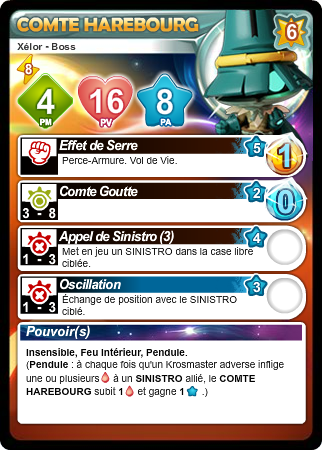 COMTE HAREBOURG
6
Xélor - Boss
8
4
PM
16
PV
8
PA
Effet de Serre
5
1
Perce-Armure. Vol de Vie.
Comte Goutte
2
0
3 - 8
Appel de Sinistro (3)
4
Met en jeu un SINISTRO dans la case libre
ciblée.
1 - 3
Oscillation
3
Échange de position avec le SINISTRO
ciblé.
1 - 3
Pouvoir(s)
Insensible, Feu Intérieur, Pendule.
(Pendule : à chaque fois qu'un Krosmaster adverse inflige
une ou plusieurs à un SINISTRO allié, le COMTE
HAREBOURG subit 1 et gagne 1 .)